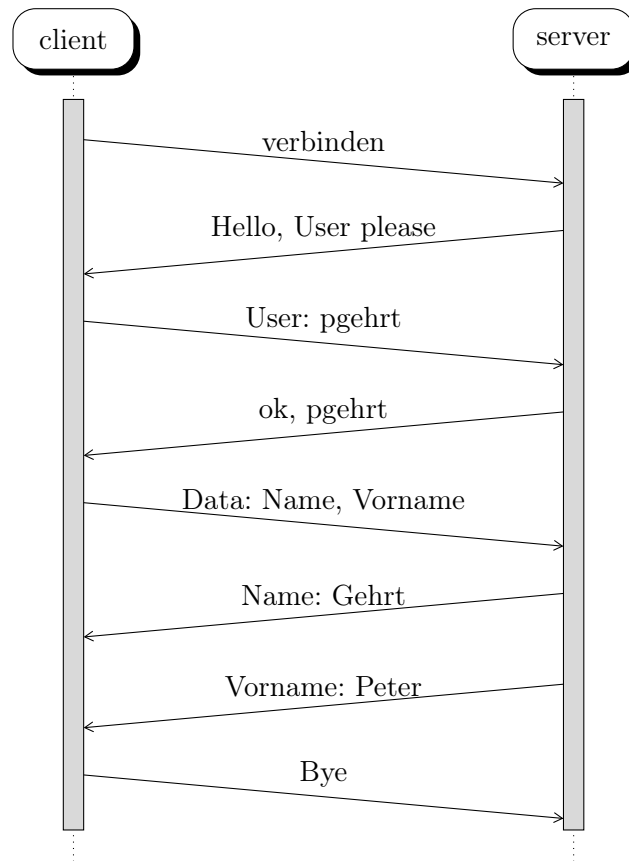 client
server
verbinden
Hello, User please
User: pgehrt
ok, pgehrt
Data: Name, Vorname
Name: Gehrt
Vorname: Peter
Bye